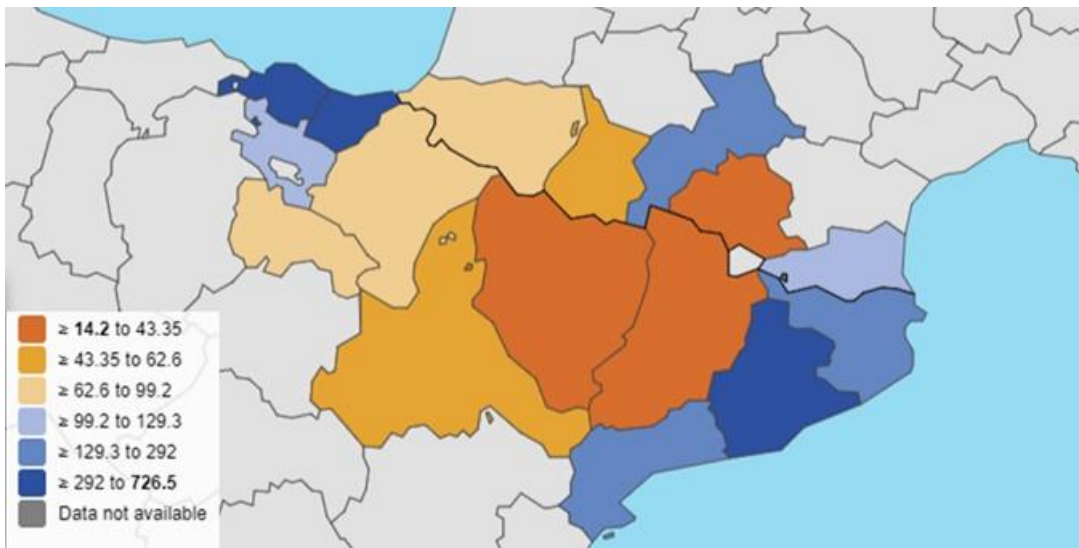 ≥ 14.2 to 43.35
≥ 43.35 to 62.6
≥ 62.6 to 99.2
≥ 99.2 to 129.3
≥ 129.3 to 292
≥ 292 to 726.5
Data not available